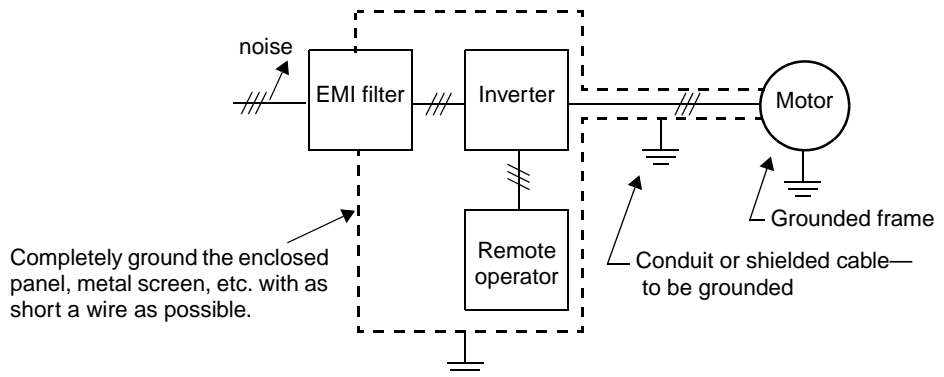 noise
EMI filter
Inverter
Motor
Grounded frame
Remote
operator
Completely ground the enclosed
panel, metal screen, etc. with as
short a wire as possible.
Conduit or shielded cable—
to be grounded